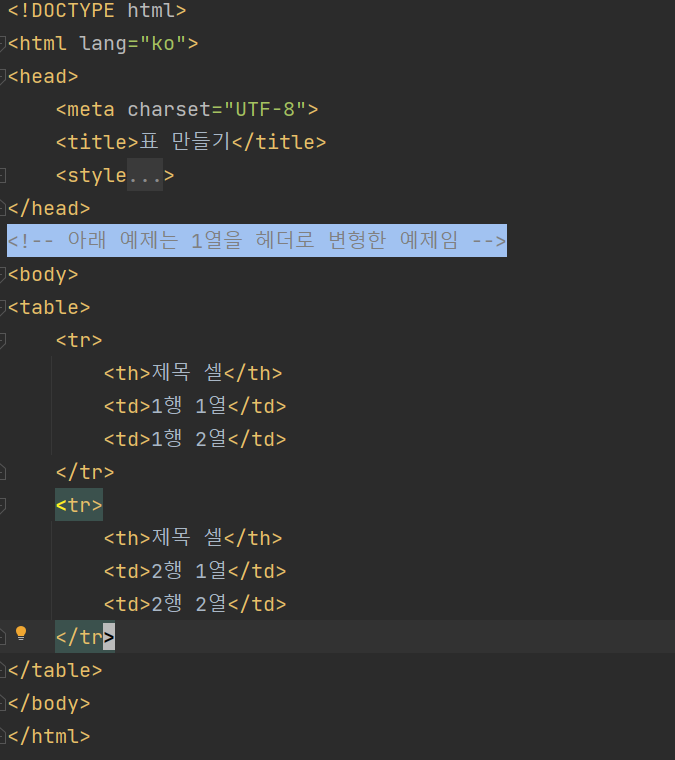 <!DOCTYPE html>
<html lang="ko">
<head>
    <meta charset="UTF-8">
    <title>표 만들기</title>
    <style...>
</head>
<!-- 아래 예제는 1열을 헤더로 변형한 예제임 -->
<body>
<table>
    <tr>
        <th>제목 셀</th>
        <td>1행 1열</td>
        <td>1행 2열</td>
    </tr>
    <tr>
        <th>제목 셀</th>
        <td>2행 1열</td>
        <td>2행 2열</td>
    </tr>
</table>
</body>
</html>